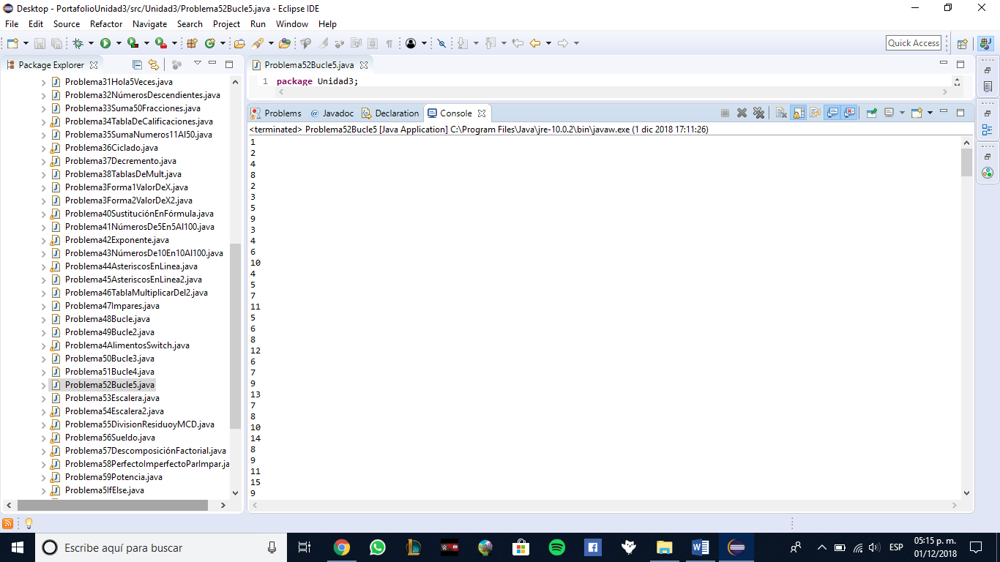 Desktop - PortafolioUnidad3/src/Unidad3/Problema52Bucle5.java - Eclipse IDE
File Edit Source Refactor Navigate Search Project Run Window Help
Quick Access
Package Explorer
Problema31Hola5Veces.java
Problema32NúmerosDescendientes.java
Problema33Suma50Fracciones.java
Problema34TablaDeCalificaciones.java
Problema35SumaNumeros11Al50.java
Problema36Ciclado.java
Problema37Decremento.java
Problema38TablasDeMult.java
Problema3Forma1ValorDeX.java
Problema3Forma2ValorDeX2.java
Problema40SustituciónEnFórmula.java
Problema41NúmerosDe5En5Al100.java
Problema42Exponente.java
Problema43NúmerosDe10En10Al100.java
Problema44AsteriscosEnLinea.java
Problema45AsteriscosEnLinea2.java
Problema46TablaMultiplicarDel2.java
Problema47Impares.java
Problema48Bucle.java
Problema49Bucle2.java
Problema4AlimentosSwitch.java
Problema50Bucle3.java
Problema51Bucle4.java
Problema52Bucle5.java
Problema53Escalera.java
Problema54Escalera2.java
Problema55DivisionResiduoyMCD.java
Problema56Sueldo.java
Problema57DescomposiciónFactorial.java
Problema58PerfectoImperfectoParImpar.ja
Problema59Potencia.java
Problema5IfElse.java
Problema52Bucle5.java
1 package Unidad3;
Problems @ Javadoc Declaration Console
<terminated> Problema52Bucle5 [Java Application] C:\Program Files\Java\jre-10.0.2\bin\javaw.exe (1 dic 2018 17:11:26)
1
2
4
8
2
3
5
9
3
4
6
10
4
5
7
11
5
6
8
12
6
7
9
13
7
8
10
14
8
9
11
15
9
Escribe aquí para buscar
ESP
05:15 p. m.
01/12/2018